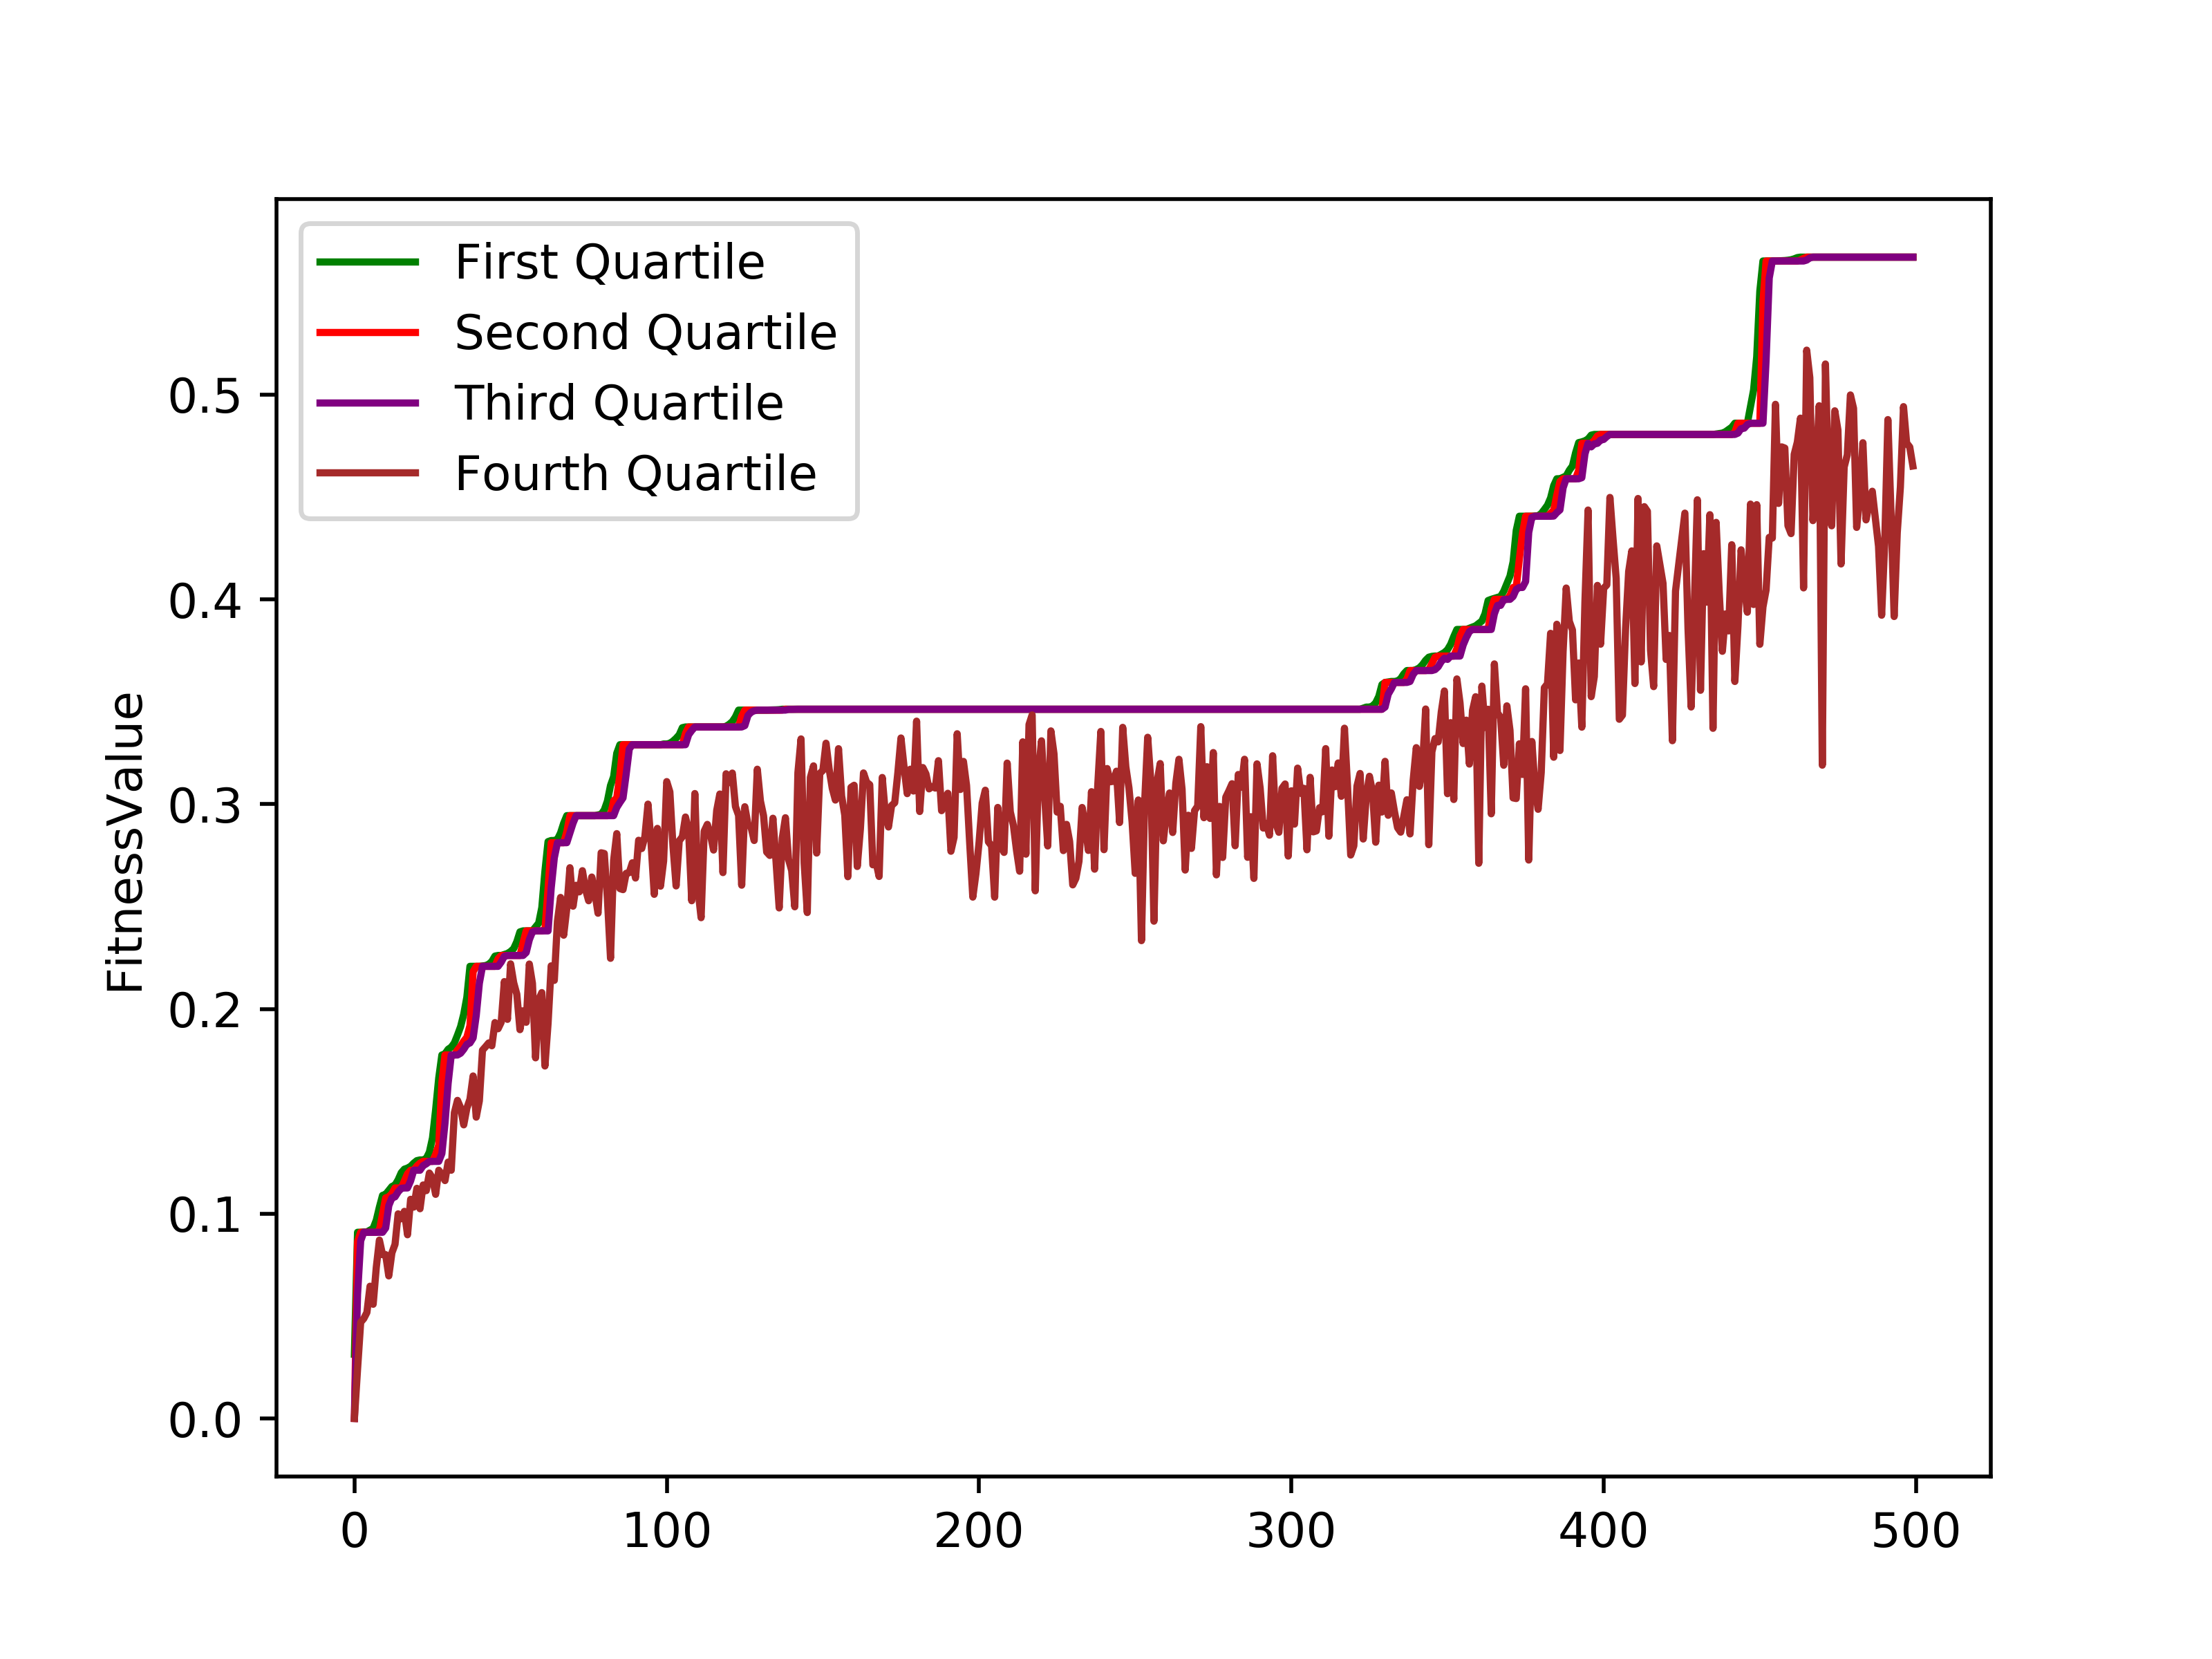 First Quartile
Second Quartile
Third Quartile
Fourth Quartile
FitnessValue
0.5
0.4
0.3
0.2
0.1
0.0
0 100 200 300 400 500